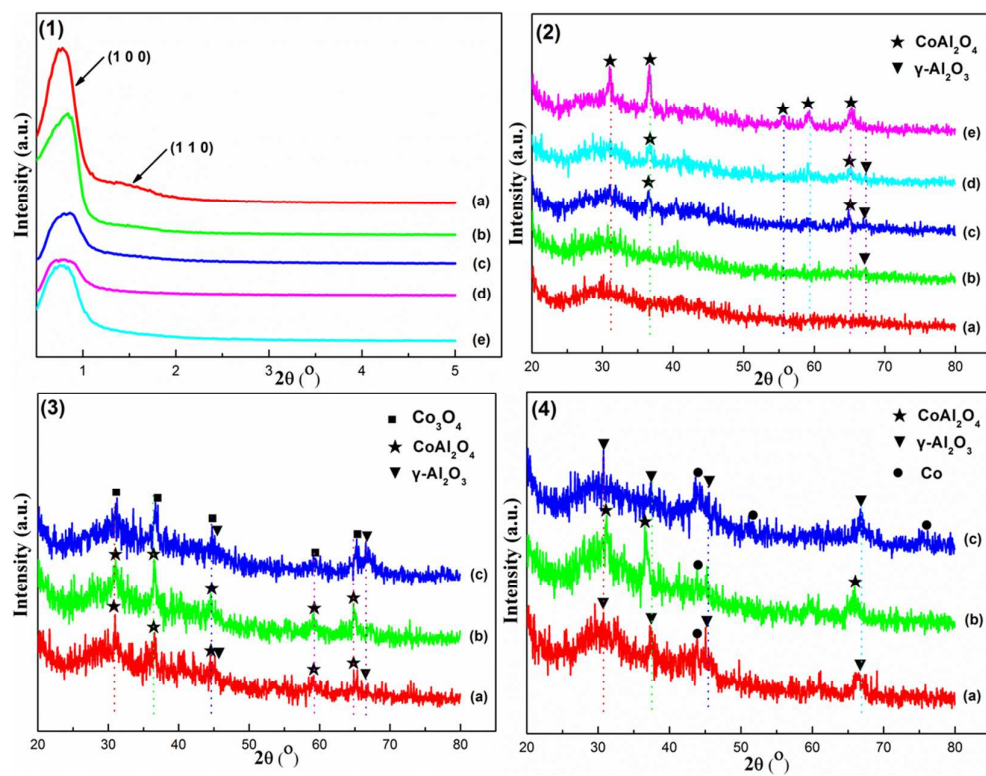 (1)
(1 0 0)
(1 1 0)
(a)
(b)
(c)
(d)
(e)
Intensity (a.u.)
1 2 3 4 5
2θ (°)
(2)
★ CoAl₂O₄
▼ γ-Al₂O₃
(e)
(d)
(c)
(b)
(a)
Intensity (a.u.)
20 30 40 50 60 70 80
2θ (°)
(3)
■ Co₃O₄
★ CoAl₂O₄
▼ γ-Al₂O₃
(c)
(b)
(a)
Intensity (a.u.)
20 30 40 50 60 70 80
2θ (°)
(4)
★ CoAl₂O₄
▼ γ-Al₂O₃
● Co
(c)
(b)
(a)
Intensity (a.u.)
20 30 40 50 60 70 80
2θ (°)